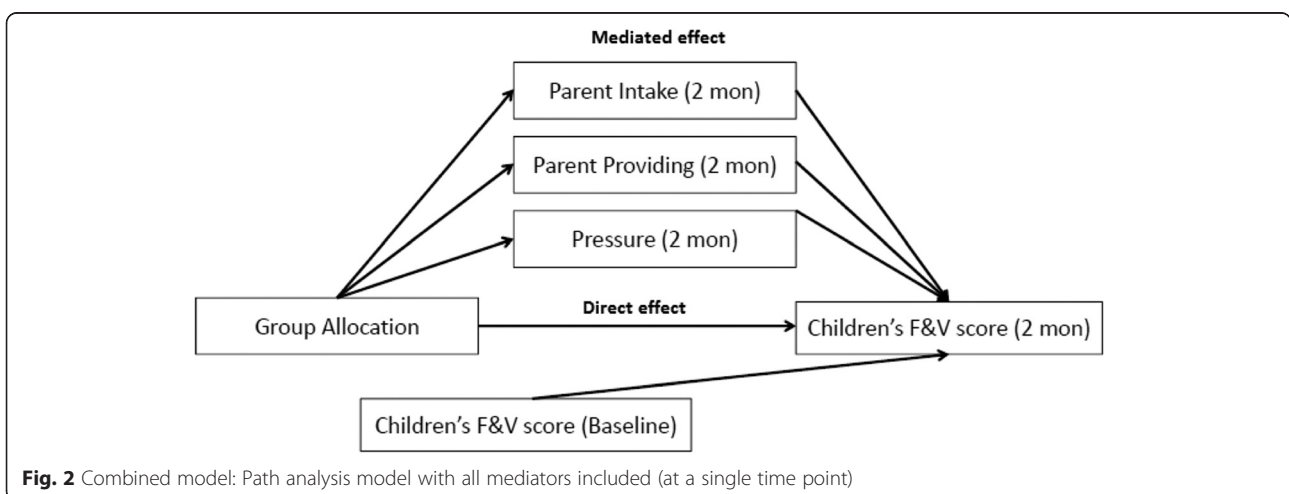 Mediated effect
Parent Intake (2 mon)
Parent Providing (2 mon)
Pressure (2 mon)
Direct effect
Group Allocation
Children's F&V score (2 mon)
Children's F&V score (Baseline)
Fig. 2 Combined model: Path analysis model with all mediators included (at a single time point)